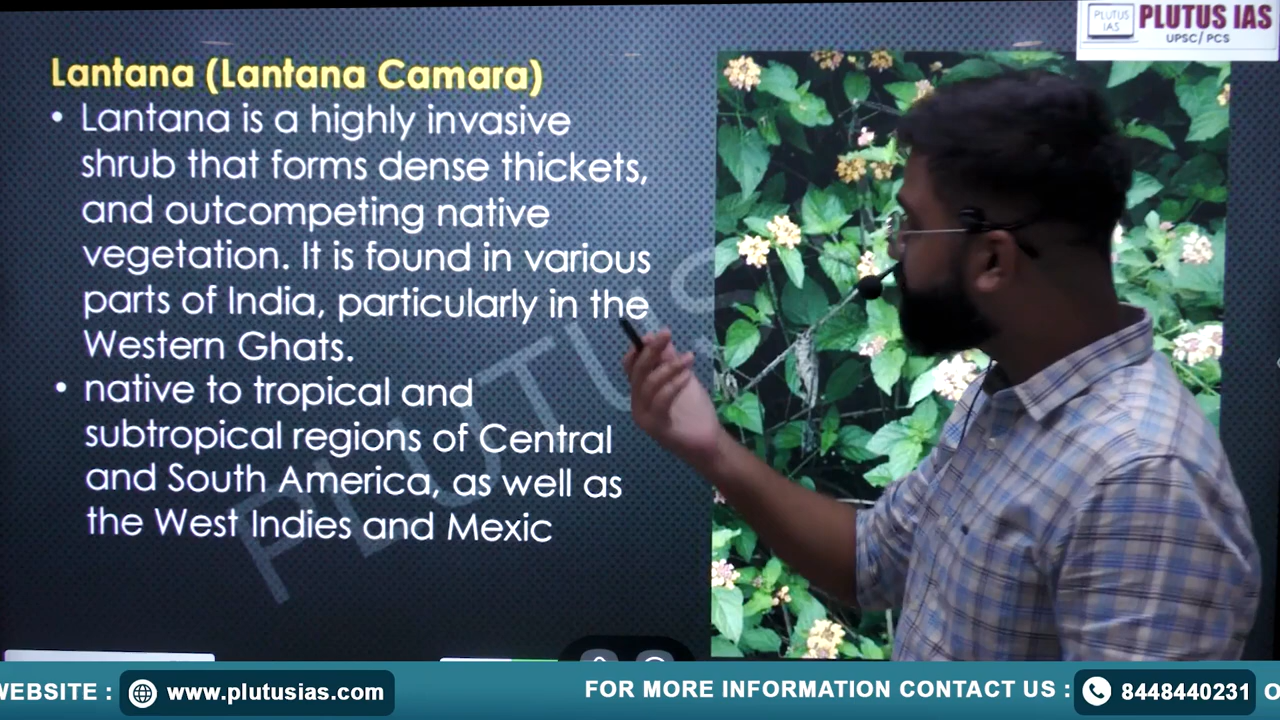 PLUTUS IAS
PLUTUS IAS
UPSC/ PCS
Lantana (Lantana Camara)
• Lantana is a highly invasive
shrub that forms dense thickets,
and outcompeting native
vegetation. It is found in various
parts of India, particularly in the
Western Ghats.
• native to tropical and
subtropical regions of Central
and South America, as well as
the West Indies and Mexic
PLUTUS
WEBSITE : www.plutusias.com
FOR MORE INFORMATION CONTACT US : 8448440231